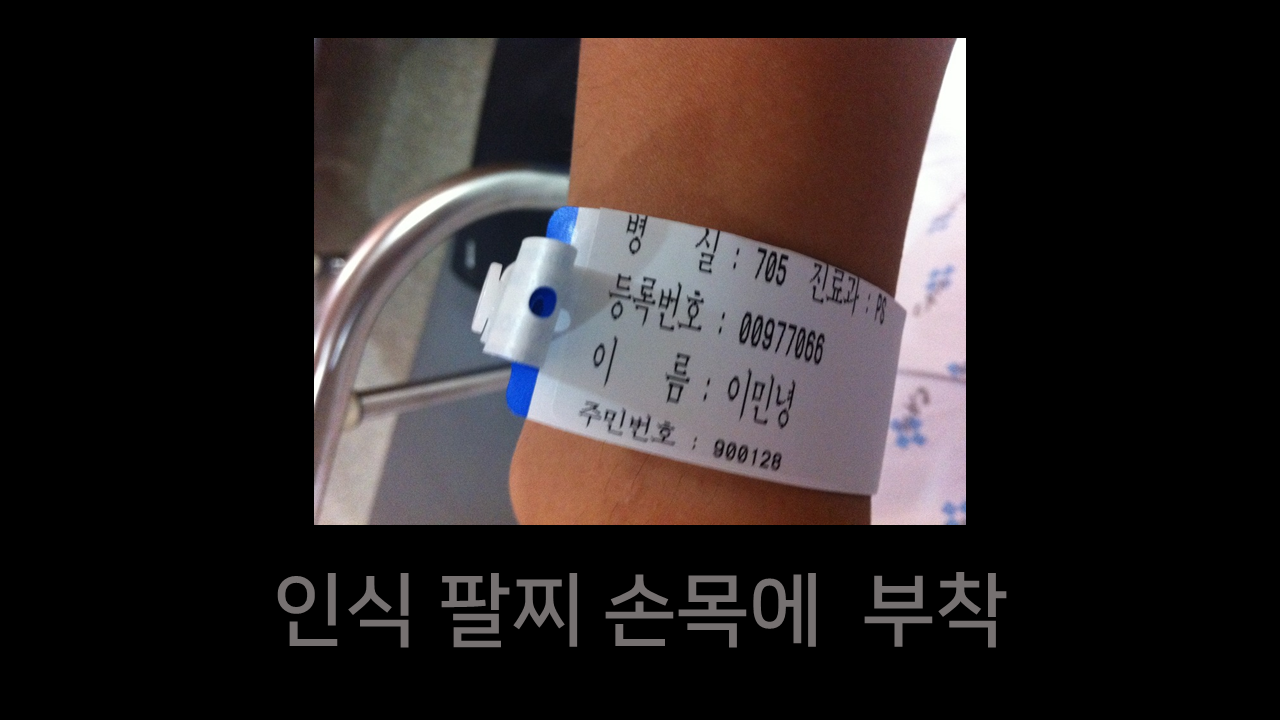 병 실 : 705 진료과 : PS
등록번호 : 00977066
이 름 : 이민녕
주민번호 : 900128
인식 팔찌 손목에 부착